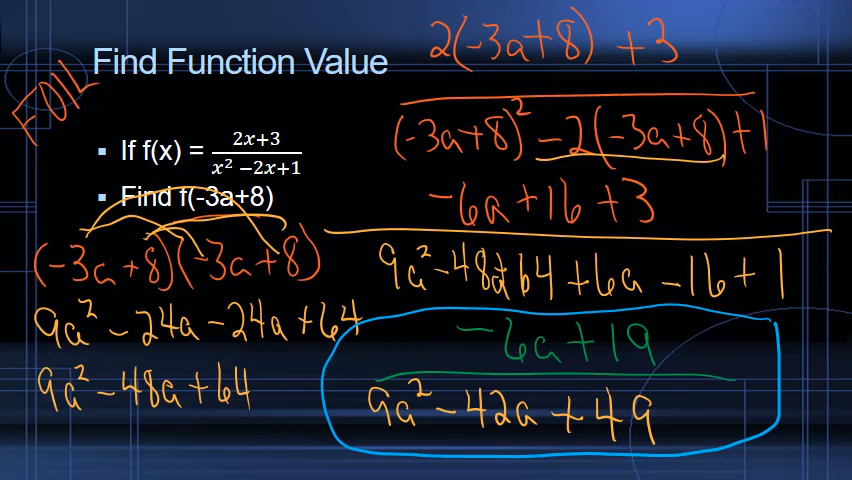 Find Function Value
FOIL
▪ If f(x) = (2x+3)/(x² −2x+1)
▪ Find f(-3a+8)
2(-3a+8) +3
(-3a+8)² -2(-3a+8)+1
-6a+16+3
9a²-48a+64+6a-16+1
(-3a+8)(-3a+8)
9a²-24a-24a+64
9a²-48a+64
-6a+19
9a²-42a+49